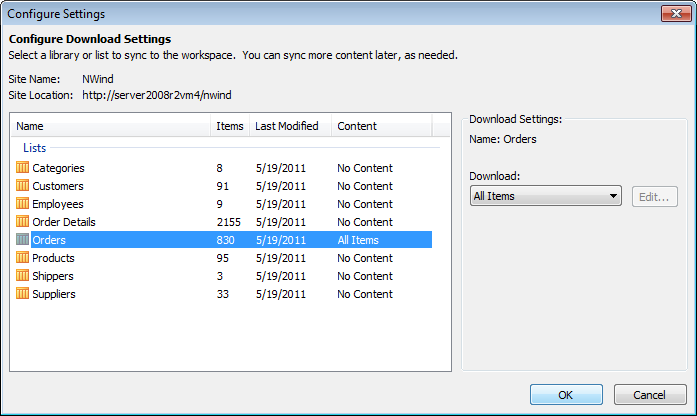 Configure Settings
Configure Download Settings
Select a library or list to sync to the workspace.  You can sync more content later, as needed.
Site Name: NWind
Site Location: http://server2008r2vm4/nwind
Name Items Last Modified Content
Lists
Categories 8 5/19/2011 No Content
Customers 91 5/19/2011 No Content
Employees 9 5/19/2011 No Content
Order Details 2155 5/19/2011 No Content
Orders 830 5/19/2011 All Items
Products 95 5/19/2011 No Content
Shippers 3 5/19/2011 No Content
Suppliers 33 5/19/2011 No Content
Download Settings:
Name: Orders
Download:
All Items Edit...
OK Cancel